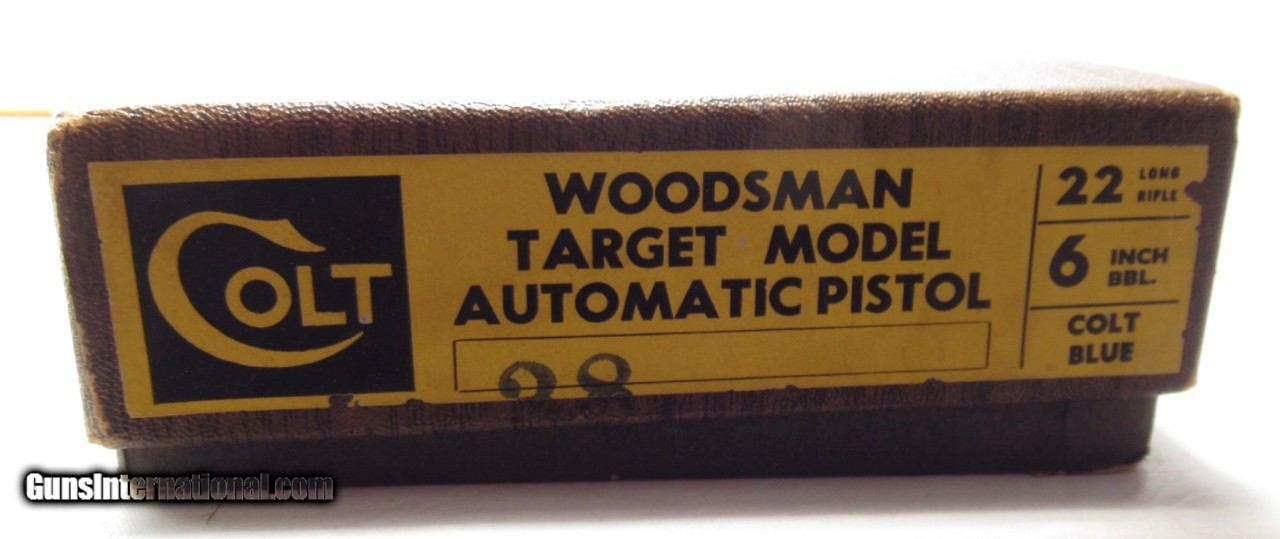 COLT
WOODSMAN
TARGET MODEL
AUTOMATIC PISTOL
22 LONG RIFLE
6 INCH BBL.
COLT
BLUE
GunsInternational.com